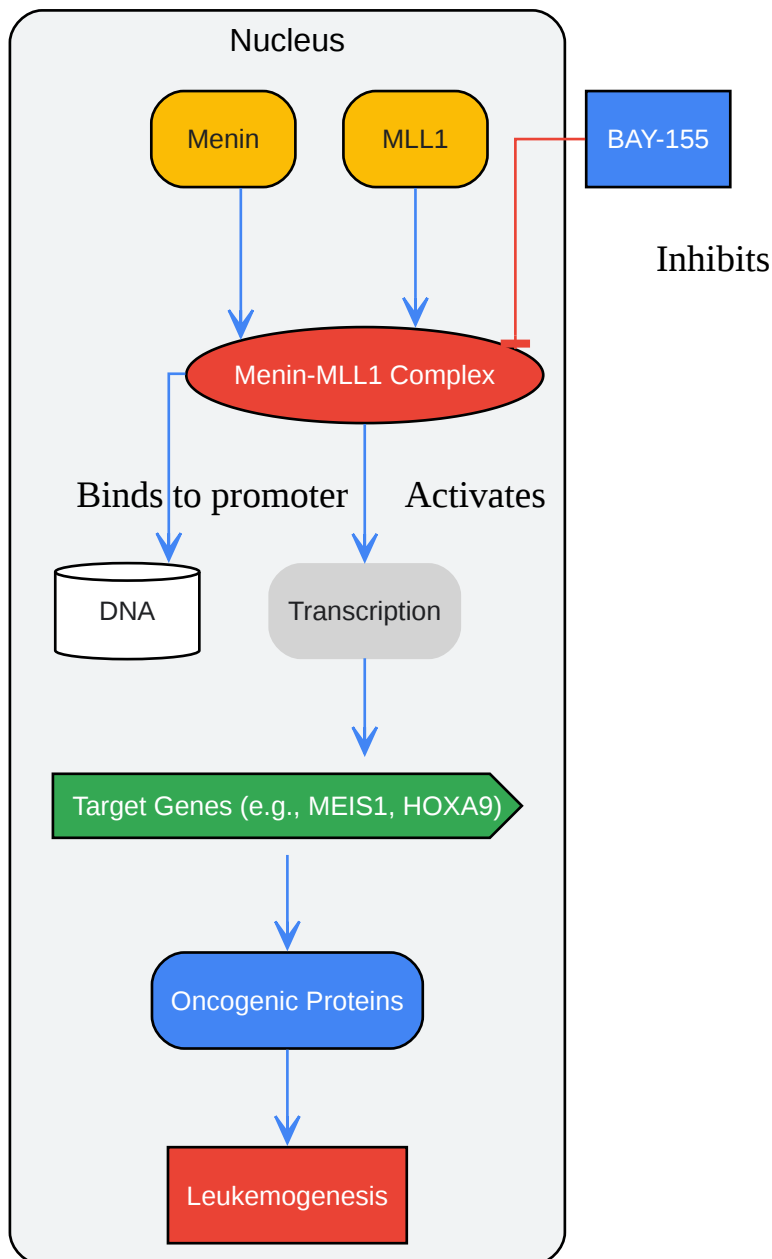 Nucleus
Menin
MLL1
BAY-155
Inhibits
Menin-MLL1 Complex
Binds to promoter
Activates
DNA
Transcription
Target Genes (e.g., MEIS1, HOXA9)
Oncogenic Proteins
Leukemogenesis